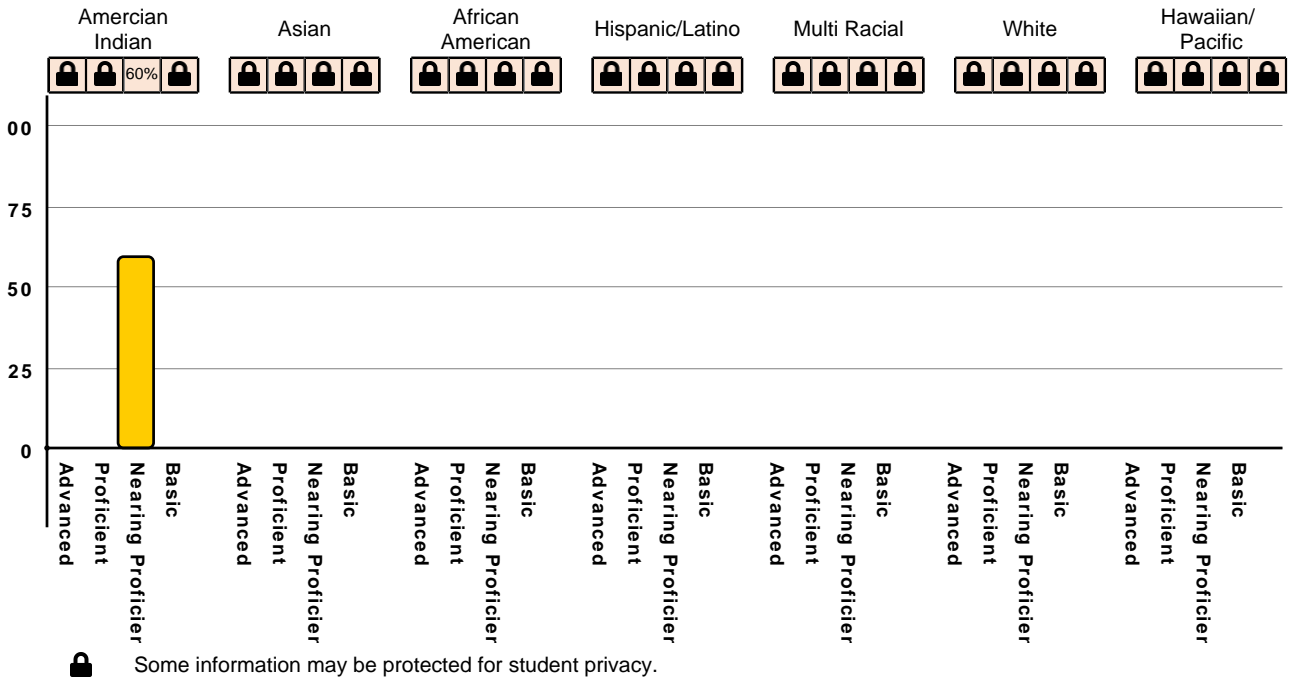 Amercian
Indian
Asian
African
American
Hispanic/Latino
Multi Racial
White
Hawaiian/
Pacific
60%
00
75
50
25
0
Advanced
Proficient
Nearing Proficier
Basic
Advanced
Proficient
Nearing Proficier
Basic
Advanced
Proficient
Nearing Proficier
Basic
Advanced
Proficient
Nearing Proficier
Basic
Advanced
Proficient
Nearing Proficier
Basic
Advanced
Proficient
Nearing Proficier
Basic
Advanced
Proficient
Nearing Proficier
Basic
Some information may be protected for student privacy.